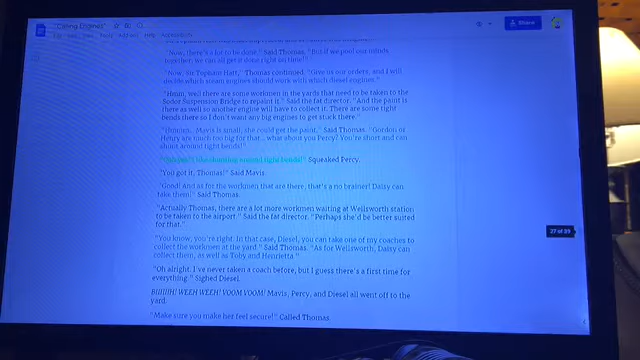 "Calling Engines"
Share
"Now, there's a lot to be done." Said Thomas. "But if we pool our minds
together, we can all get it done right on time!"
"Now, Sir Topham Hatt," Thomas continued. "Give us our orders, and I will
decide which steam engines should work with which diesel engines."
"Hmm, well there are some workmen in the yards that need to be taken to the
Sodor Suspension Bridge to repaint it." Said the fat director. "And the paint is
there as well so another engine will have to collect it. There are some tight
bends there so I don't want any big engines to get stuck there."
Mavis is small, she could get the paint." Said Thomas. "Gordon or
Henry are much too big for that... what about you Percy? You're short and can
shunt around tight bends!"
Squeaked Percy.
"You got it, Thomas!" Said Mavis.
"Good! And as for the workmen that are there, that's a no brainer! Daisy can
take them!" Said Thomas.
"Actually Thomas, there are a lot more workmen waiting at Wellsworth station
to be taken to the airport." Said the fat director. "Perhaps she'd be better suited
for that."
"You know, you're right. In that case, Diesel, you can take one of my coaches to
collect the workmen at the yard." Said Thomas. "As for Wellsworth, Daisy can
collect them, as well as Toby and Henrietta."
"Oh alright. I've never taken a coach before, but I guess there's a first time for
everything." Sighed Diesel.
WEEH WEEH! VOOM VOOM! Mavis, Percy, and Diesel all went off to the
yard.
"Make sure you make her feel secure!" Called Thomas.
27 of 39